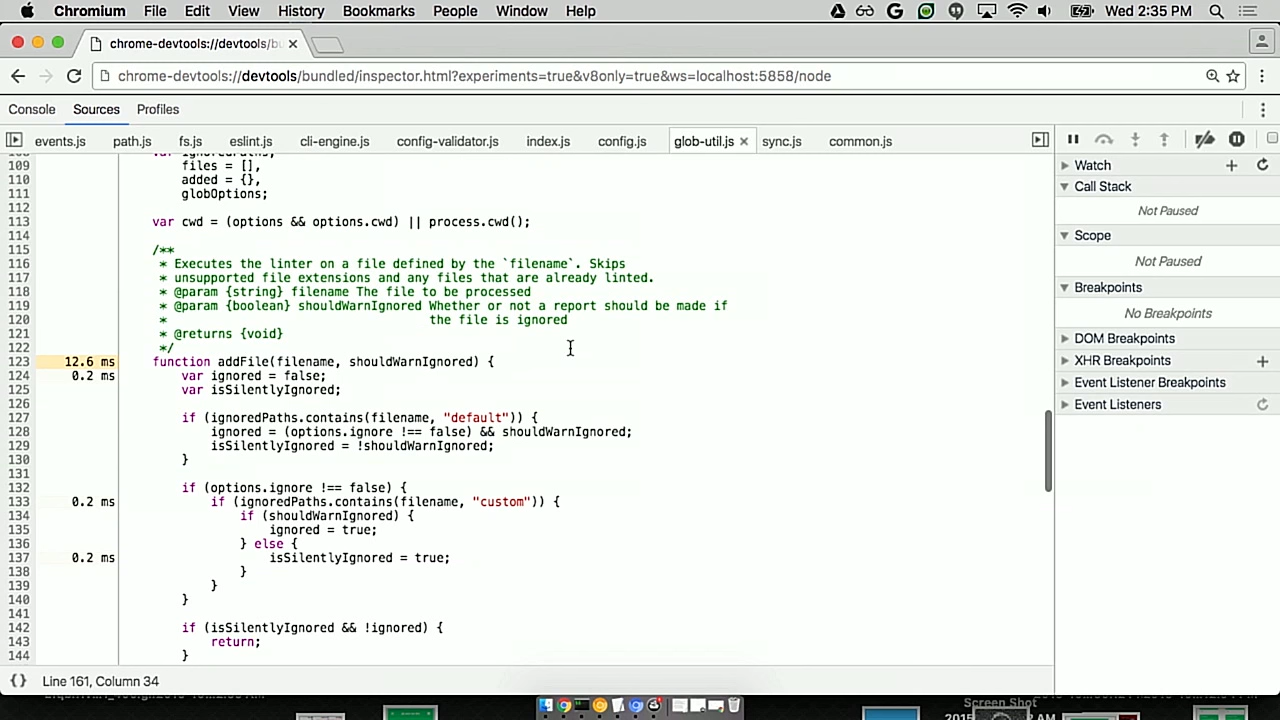 Chromium File Edit View History Bookmarks People Window Help Wed 2:35 PM
chrome-devtools://devtools/bu
chrome-devtools://devtools/bundled/inspector.html?experiments=true&v8only=true&ws=localhost:5858/node
Console Sources Profiles
events.js path.js fs.js eslint.js cli-engine.js config-validator.js index.js config.js glob-util.js sync.js common.js
108 var ignoredPaths,
109 files = [],
110 added = {},
111 globOptions;
112
113 var cwd = (options && options.cwd) || process.cwd();
114
115 /**
116 * Executes the linter on a file defined by the `filename`. Skips
117 * unsupported file extensions and any files that are already linted.
118 * @param {string} filename The file to be processed
119 * @param {boolean} shouldWarnIgnored Whether or not a report should be made if
120 * the file is ignored
121 * @returns {void}
122 */
123 12.6 ms function addFile(filename, shouldWarnIgnored) {
124 0.2 ms var ignored = false;
125 var isSilentlyIgnored;
126
127 if (ignoredPaths.contains(filename, "default")) {
128 ignored = (options.ignore !== false) && shouldWarnIgnored;
129 isSilentlyIgnored = !shouldWarnIgnored;
130 }
131
132 if (options.ignore !== false) {
133 0.2 ms if (ignoredPaths.contains(filename, "custom")) {
134 if (shouldWarnIgnored) {
135 ignored = true;
136 } else {
137 0.2 ms isSilentlyIgnored = true;
138 }
139 }
140 }
141
142 if (isSilentlyIgnored && !ignored) {
143 return;
144 }
{} Line 161, Column 34
Watch
Call Stack
Not Paused
Scope
Not Paused
Breakpoints
No Breakpoints
DOM Breakpoints
XHR Breakpoints
Event Listener Breakpoints
Event Listeners
Screen Shot